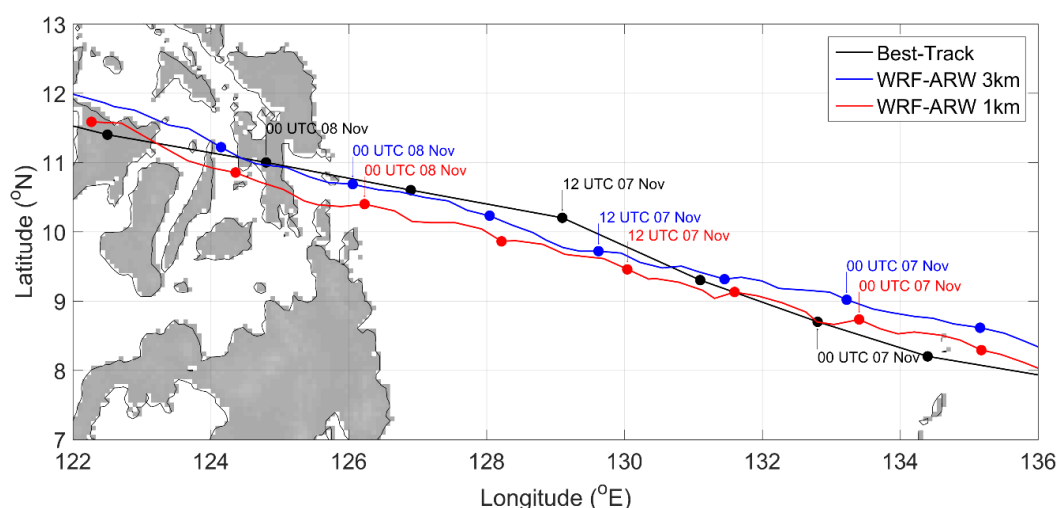 13
12
11
10
9
8
7
Latitude (°N)
122
124
126
128
130
132
134
136
Longitude (°E)
Best-Track
WRF-ARW 3km
WRF-ARW 1km
00 UTC 08 Nov
00 UTC 08 Nov
00 UTC 08 Nov
12 UTC 07 Nov
12 UTC 07 Nov
12 UTC 07 Nov
00 UTC 07 Nov
00 UTC 07 Nov
00 UTC 07 Nov